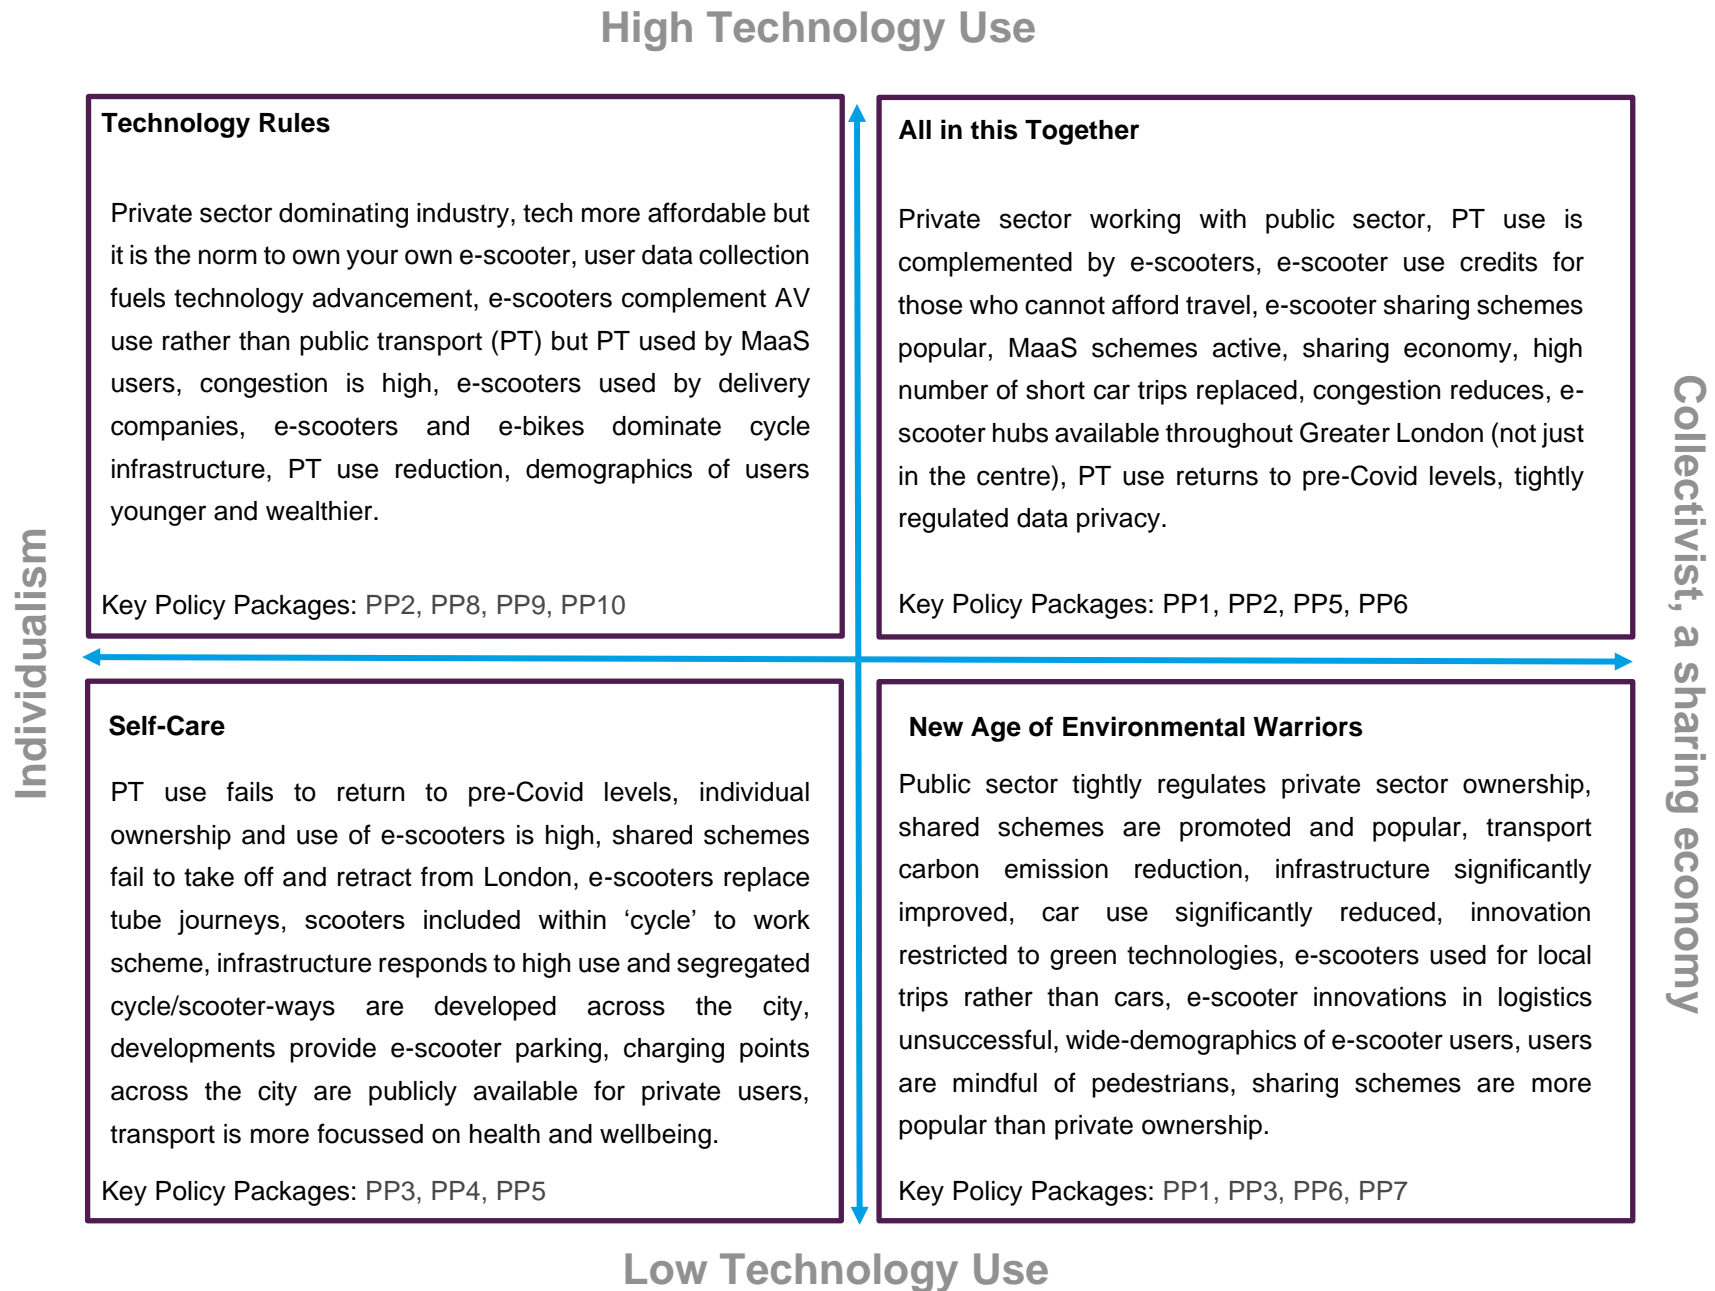 High Technology Use
Technology Rules
Private sector dominating industry, tech more affordable but
it is the norm to own your own e-scooter, user data collection
fuels technology advancement, e-scooters complement AV
use rather than public transport (PT) but PT used by MaaS
users, congestion is high, e-scooters used by delivery
companies, e-scooters and e-bikes dominate cycle
infrastructure, PT use reduction, demographics of users
younger and wealthier.
Key Policy Packages: PP2, PP8, PP9, PP10
All in this Together
Private sector working with public sector, PT use is
complemented by e-scooters, e-scooter use credits for
those who cannot afford travel, e-scooter sharing schemes
popular, MaaS schemes active, sharing economy, high
number of short car trips replaced, congestion reduces, e-
scooter hubs available throughout Greater London (not just
in the centre), PT use returns to pre-Covid levels, tightly
regulated data privacy.
Key Policy Packages: PP1, PP2, PP5, PP6
Individualism
Collectivist, a sharing economy
Self-Care
PT use fails to return to pre-Covid levels, individual
ownership and use of e-scooters is high, shared schemes
fail to take off and retract from London, e-scooters replace
tube journeys, scooters included within ‘cycle’ to work
scheme, infrastructure responds to high use and segregated
cycle/scooter-ways are developed across the city,
developments provide e-scooter parking, charging points
across the city are publicly available for private users,
transport is more focussed on health and wellbeing.
Key Policy Packages: PP3, PP4, PP5
New Age of Environmental Warriors
Public sector tightly regulates private sector ownership,
shared schemes are promoted and popular, transport
carbon emission reduction, infrastructure significantly
improved, car use significantly reduced, innovation
restricted to green technologies, e-scooters used for local
trips rather than cars, e-scooter innovations in logistics
unsuccessful, wide-demographics of e-scooter users, users
are mindful of pedestrians, sharing schemes are more
popular than private ownership.
Key Policy Packages: PP1, PP3, PP6, PP7
Low Technology Use